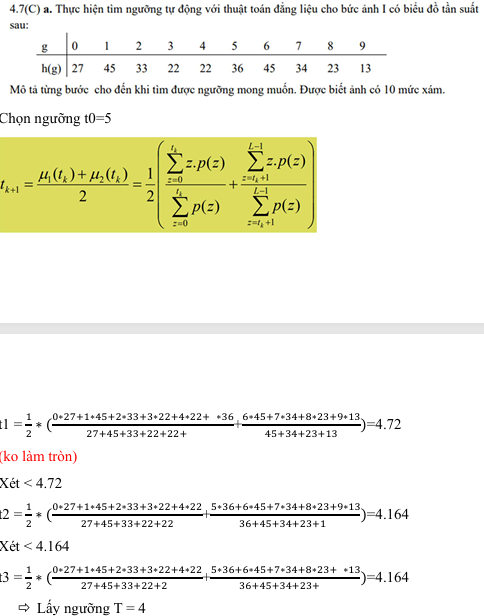 4.7(C) a. Thực hiện tìm ngưỡng tự động với thuật toán đẳng liệu cho bức ảnh I có biểu đồ tần suất
sau:
g 0 1 2 3 4 5 6 7 8 9
h(g) 27 45 33 22 22 36 45 34 23 13
Mô tả từng bước cho đến khi tìm được ngưỡng mong muốn. Được biết ảnh có 10 mức xám.
Chọn ngưỡng t0=5
t_{k+1} = \frac{μ_1(t_k)+μ_2(t_k)}{2} = \frac{1}{2}\left(\frac{\sum_{z=0}^{t_k} z.p(z)}{\sum_{z=0}^{t_k} p(z)} + \frac{\sum_{z=t_k+1}^{L-1} z.p(z)}{\sum_{z=t_k+1}^{L-1} p(z)}\right)
t1 = \frac{1}{2} * (\frac{0*27+1*45+2*33+3*22+4*22+ *36}{27+45+33+22+22+} + \frac{6*45+7*34+8*23+9*13}{45+34+23+13})=4.72
(ko làm tròn)
Xét < 4.72
t2 = \frac{1}{2} * (\frac{0*27+1*45+2*33+3*22+4*22}{27+45+33+22+22} + \frac{5*36+6*45+7*34+8*23+9*13}{36+45+34+23+1})=4.164
Xét < 4.164
t3 = \frac{1}{2} * (\frac{0*27+1*45+2*33+3*22+4*22}{27+45+33+22+2} + \frac{5*36+6*45+7*34+8*23+ *13}{36+45+34+23+})=4.164
⇨ Lấy ngưỡng T = 4